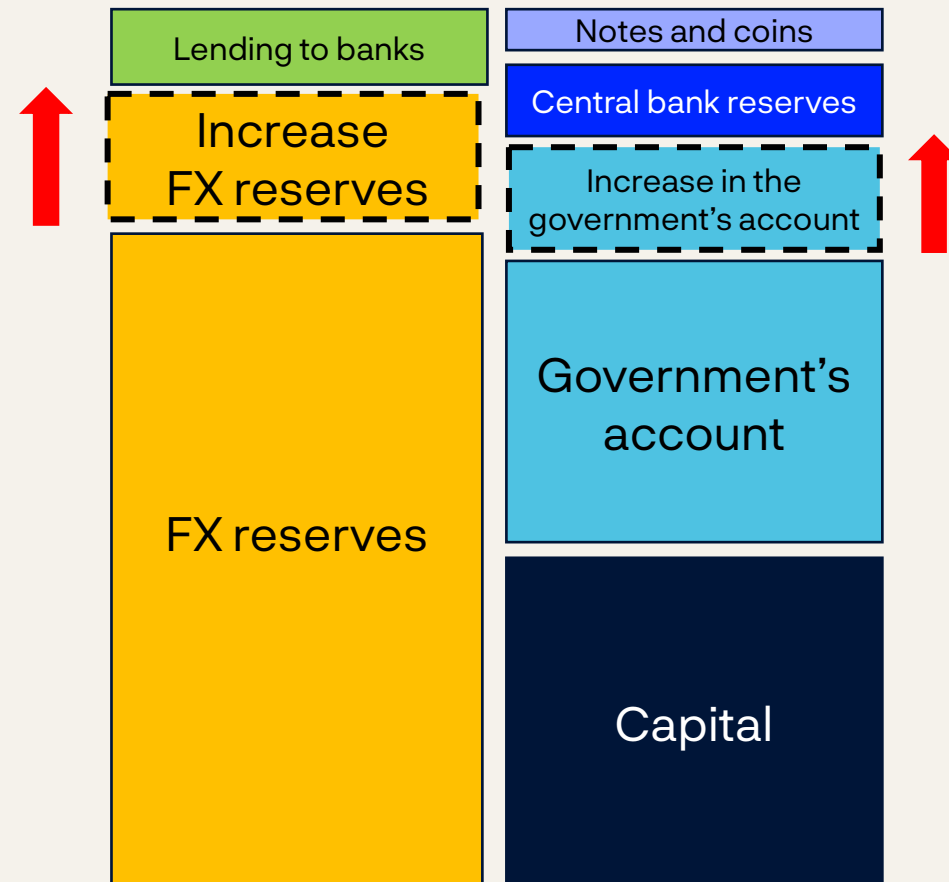 Lending to banks
Increase
FX reserves
FX reserves
Notes and coins
Central bank reserves
Increase in the
government's account
Government's
account
Capital